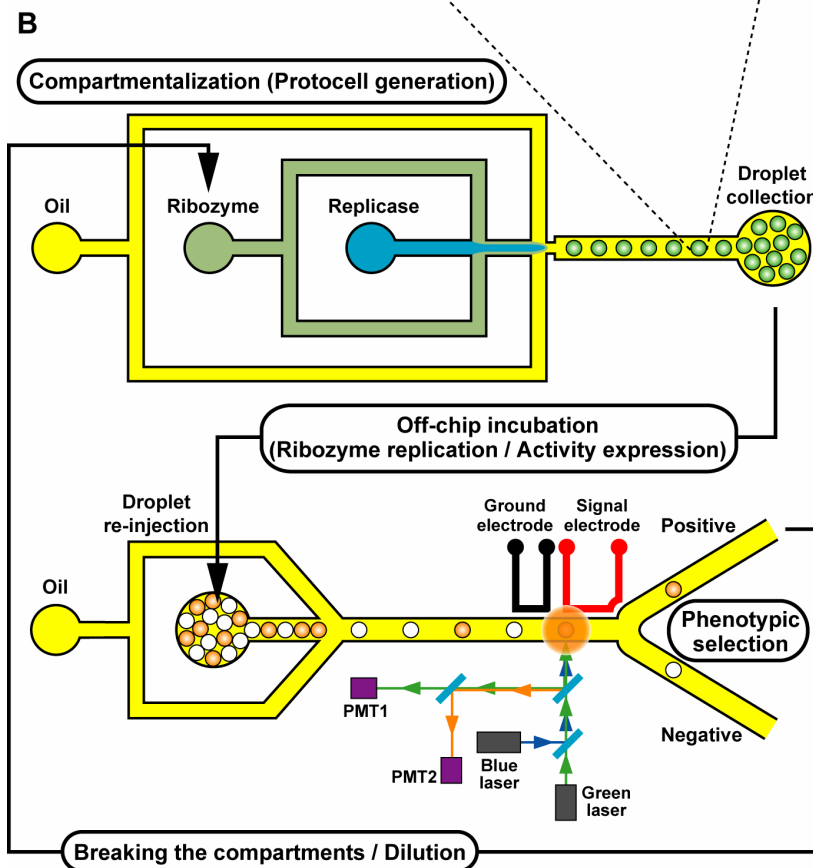 B
Compartmentalization (Protocell generation)
Oil
Ribozyme
Replicase
Droplet
collection
Off-chip incubation
(Ribozyme replication / Activity expression)
Droplet
re-injection
Ground
electrode
Signal
electrode
Positive
Oil
Phenotypic
selection
PMT1
Negative
PMT2
Blue
laser
Green
laser
Breaking the compartments / Dilution